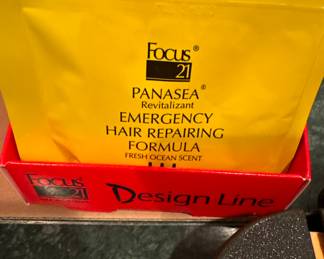 Focus®
21
PANASEA®
Revitalizant
EMERGENCY
HAIR REPAIRING
FORMULA
FRESH OCEAN SCENT
Focus
21
Design Line